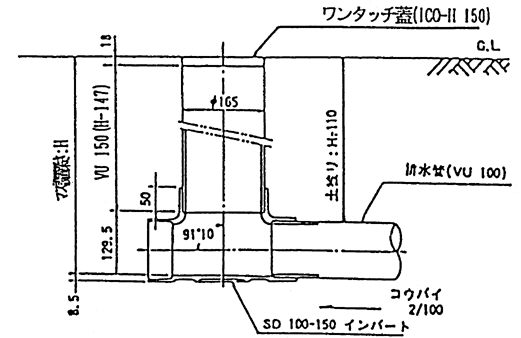 ワンタッチ蓋(ICO-H 150)
G.L
18
φ165
VU 150 (H-147)
マス深さ:H
土被り:H-110
50
排水管(VU 100)
129.5
91°10'
8.5
コウバイ
2/100
SD 100-150 インバート